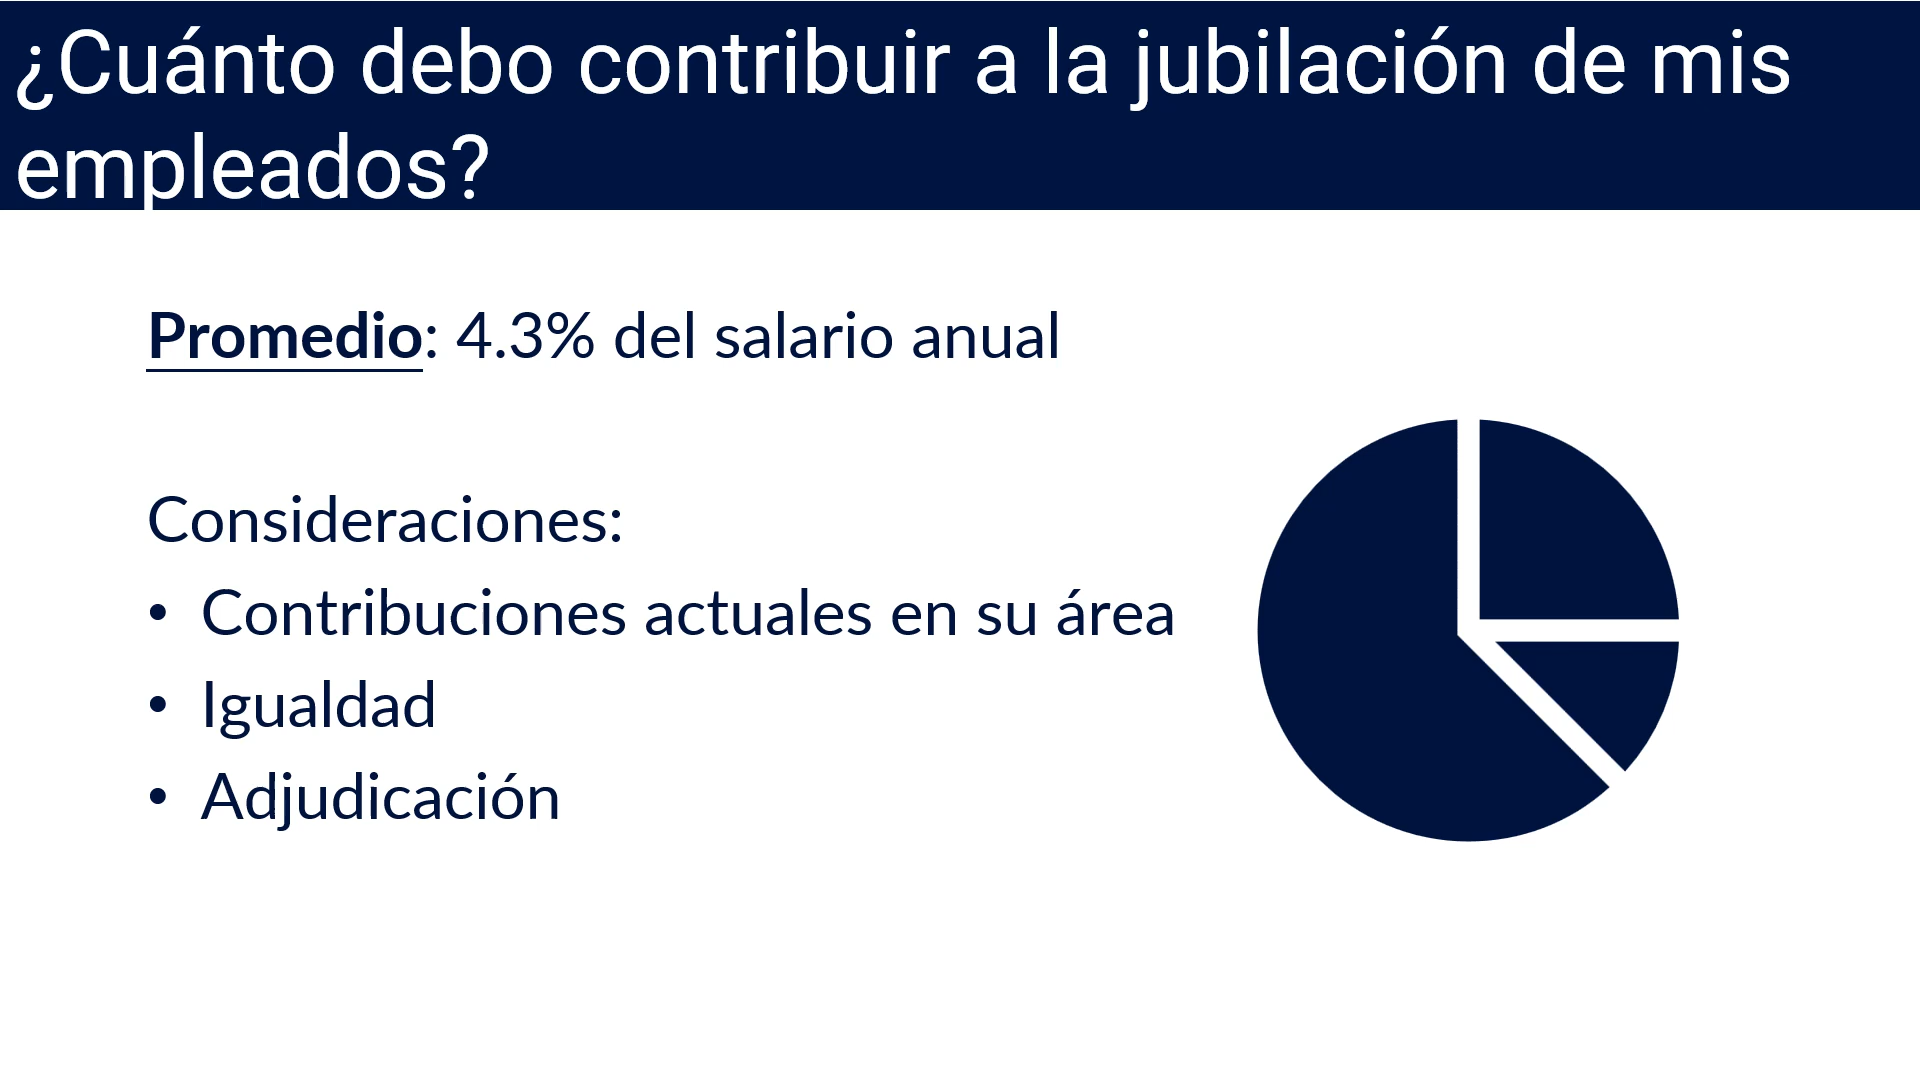 ¿Cuánto debo contribuir a la jubilación de mis
empleados?
Promedio: 4.3% del salario anual
Consideraciones:
• Contribuciones actuales en su área
• Igualdad
• Adjudicación